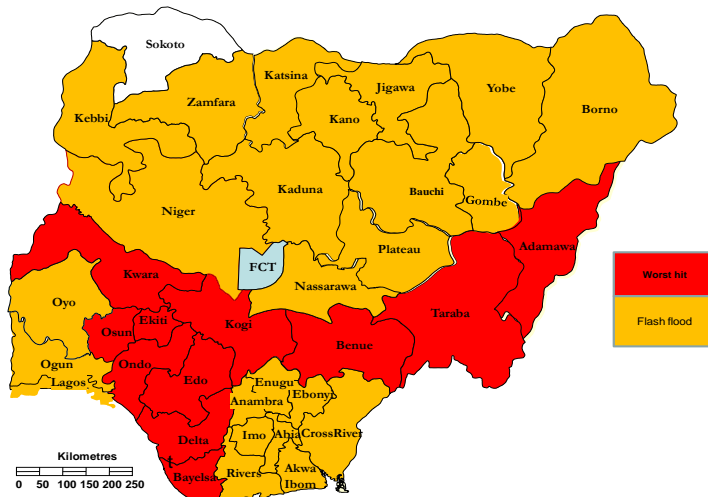 Sokoto
Katsina
Jigawa
Yobe
Borno
Zamfara
Kebbi
Kano
Kaduna
Bauchi
Gombe
Niger
Plateau
Adamawa
FCT
Kwara
Nassarawa
Worst hit
Oyo
Taraba
Ekiti
Osun
Kogi
Flash flood
Benue
Ogun
Ondo
Lagos
Edo
Enugu
Ebonyi
Anambra
Imo
Abia
CrossRiver
Delta
Kilometres
0 50 100 150 200 250
Bayelsa
Rivers
Akwa
Ibom